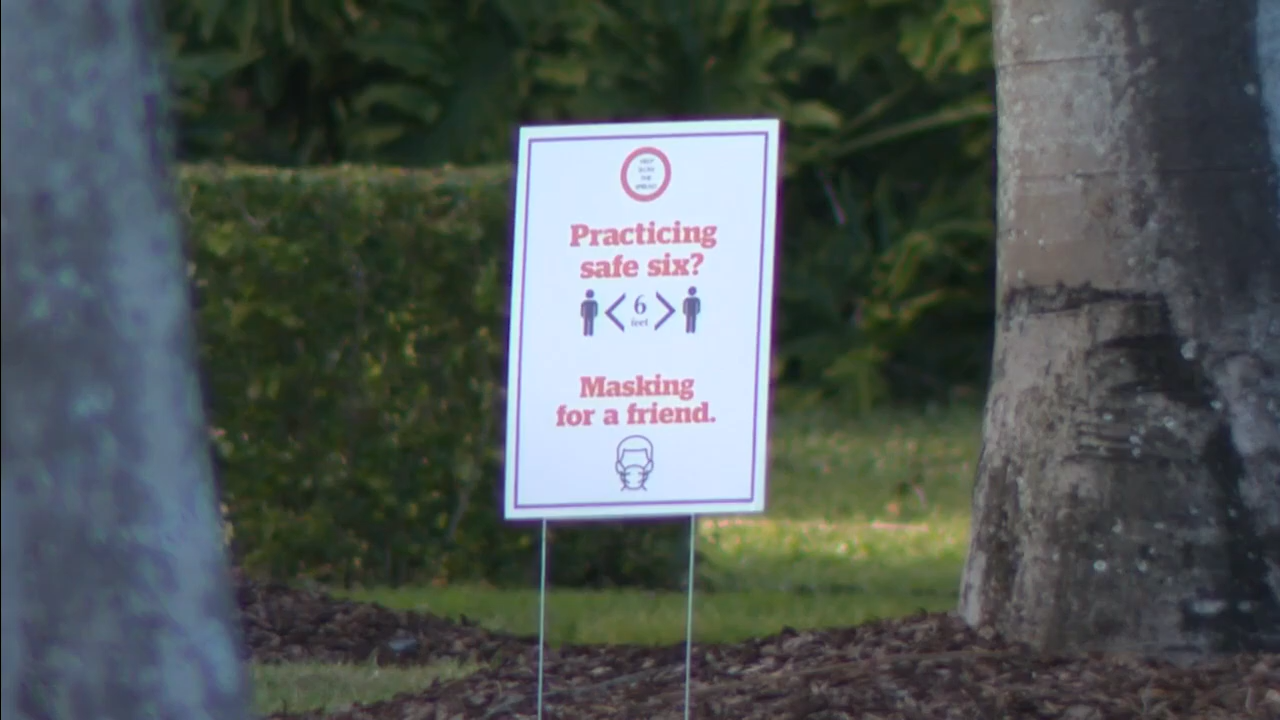 Practicing
safe six?
6
feet
Masking
for a friend.